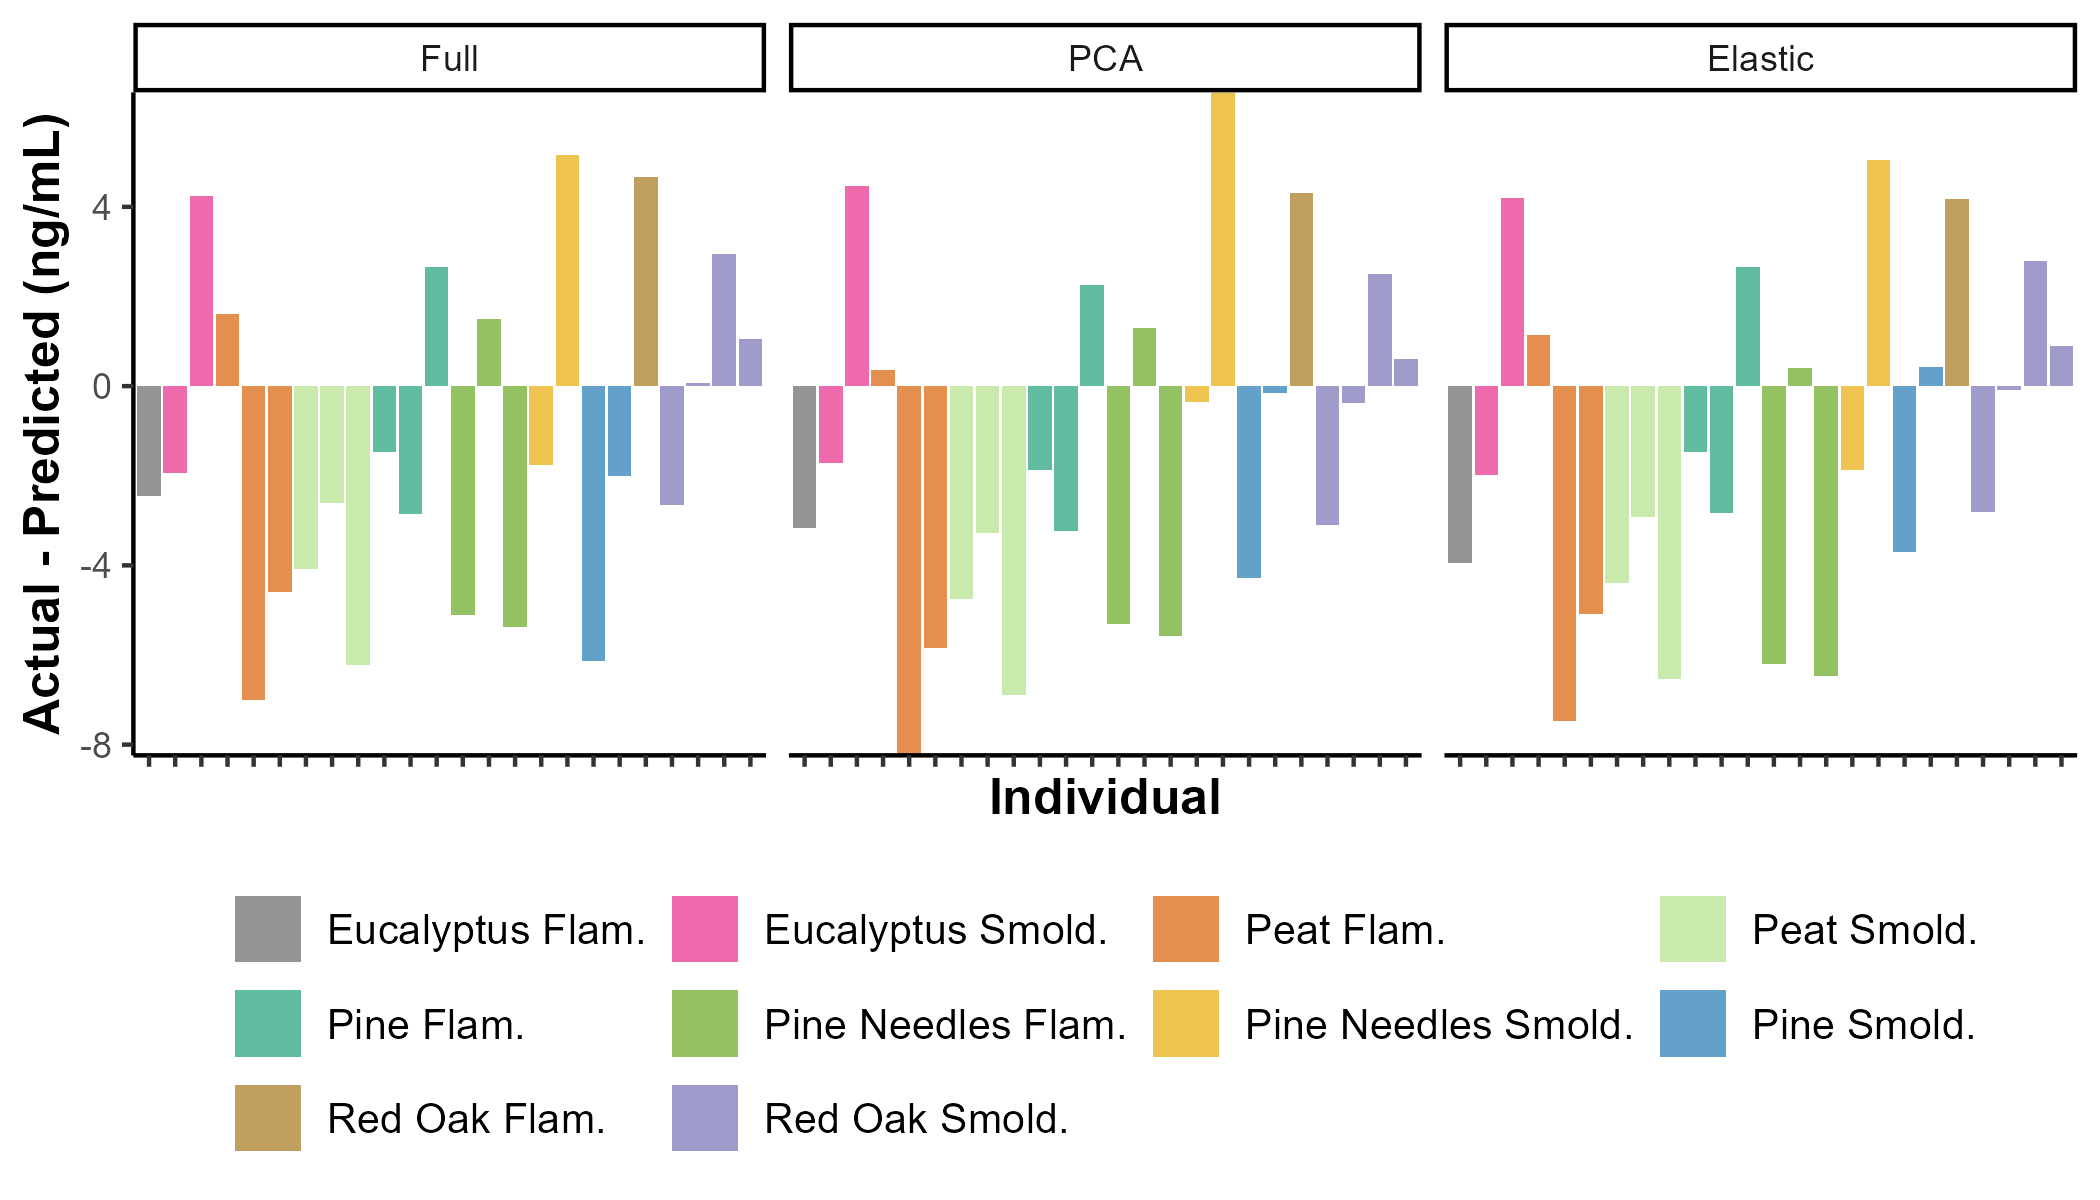 Full PCA Elastic
Actual - Predicted (ng/mL)
4
0
-4
-8
Individual
Eucalyptus Flam. Eucalyptus Smold. Peat Flam. Peat Smold.
Pine Flam. Pine Needles Flam. Pine Needles Smold. Pine Smold.
Red Oak Flam. Red Oak Smold.